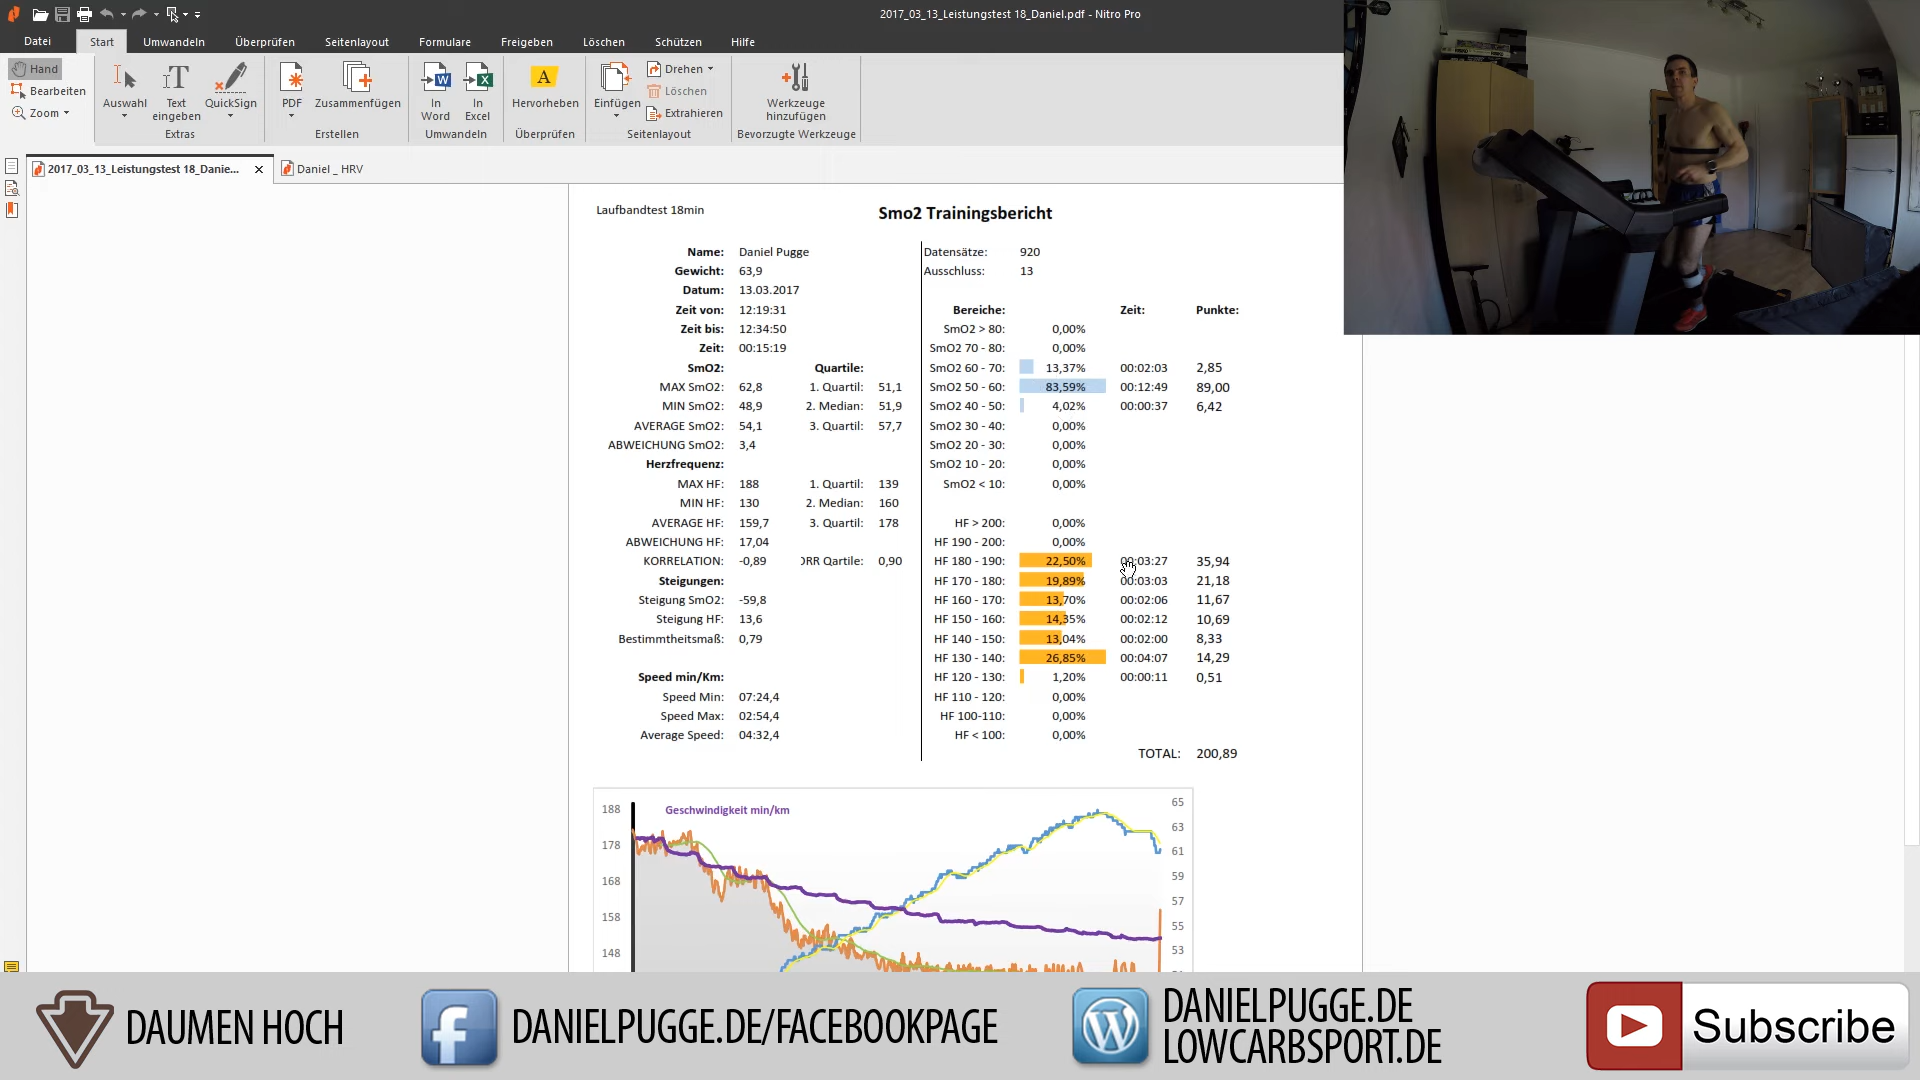 2017_03_13_Leistungstest 18_Daniel.pdf - Nitro Pro
Datei Start Umwandeln Überprüfen Seitenlayout Formulare Freigeben Löschen Schützen Hilfe
Hand
Bearbeiten
Zoom
Auswahl
Text eingeben
QuickSign
Extras
PDF
Zusammenfügen
Erstellen
In Word
In Excel
Umwandeln
Hervorheben
Überprüfen
Einfügen
Drehen
Löschen
Extrahieren
Seitenlayout
Werkzeuge hinzufügen
Bevorzugte Werkzeuge
2017_03_13_Leistungstest 18_Danie...
Daniel _ HRV
Laufbandtest 18min
Smo2 Trainingsbericht
Name: Daniel Pugge
Gewicht: 63,9
Datum: 13.03.2017
Zeit von: 12:19:31
Zeit bis: 12:34:50
Zeit: 00:15:19
SmO2: Quartile:
MAX SmO2: 62,8 1. Quartil: 51,1
MIN SmO2: 48,9 2. Median: 51,9
AVERAGE SmO2: 54,1 3. Quartil: 57,7
ABWEICHUNG SmO2: 3,4
Herzfrequenz:
MAX HF: 188 1. Quartil: 139
MIN HF: 130 2. Median: 160
AVERAGE HF: 159,7 3. Quartil: 178
ABWEICHUNG HF: 17,04
KORRELATION: -0,89 ORR Qartile: 0,90
Steigungen:
Steigung SmO2: -59,8
Steigung HF: 13,6
Bestimmtheitsmaß: 0,79
Speed min/Km:
Speed Min: 07:24,4
Speed Max: 02:54,4
Average Speed: 04:32,4
Datensätze: 920
Ausschluss: 13
Bereiche: Zeit: Punkte:
SmO2 > 80: 0,00%
SmO2 70 - 80: 0,00%
SmO2 60 - 70: 13,37% 00:02:03 2,85
SmO2 50 - 60: 83,59% 00:12:49 89,00
SmO2 40 - 50: 4,02% 00:00:37 6,42
SmO2 30 - 40: 0,00%
SmO2 20 - 30: 0,00%
SmO2 10 - 20: 0,00%
SmO2 < 10: 0,00%
HF > 200: 0,00%
HF 190 - 200: 0,00%
HF 180 - 190: 22,50% 00:03:27 35,94
HF 170 - 180: 19,89% 00:03:03 21,18
HF 160 - 170: 13,70% 00:02:06 11,67
HF 150 - 160: 14,35% 00:02:12 10,69
HF 140 - 150: 13,04% 00:02:00 8,33
HF 130 - 140: 26,85% 00:04:07 14,29
HF 120 - 130: 1,20% 00:00:11 0,51
HF 110 - 120: 0,00%
HF 100-110: 0,00%
HF < 100: 0,00%
TOTAL: 200,89
Geschwindigkeit min/km
188
178
168
158
148
65
63
61
59
57
55
53
DAUMEN HOCH
DANIELPUGGE.DE/FACEBOOKPAGE
DANIELPUGGE.DE
LOWCARBSPORT.DE
Subscribe